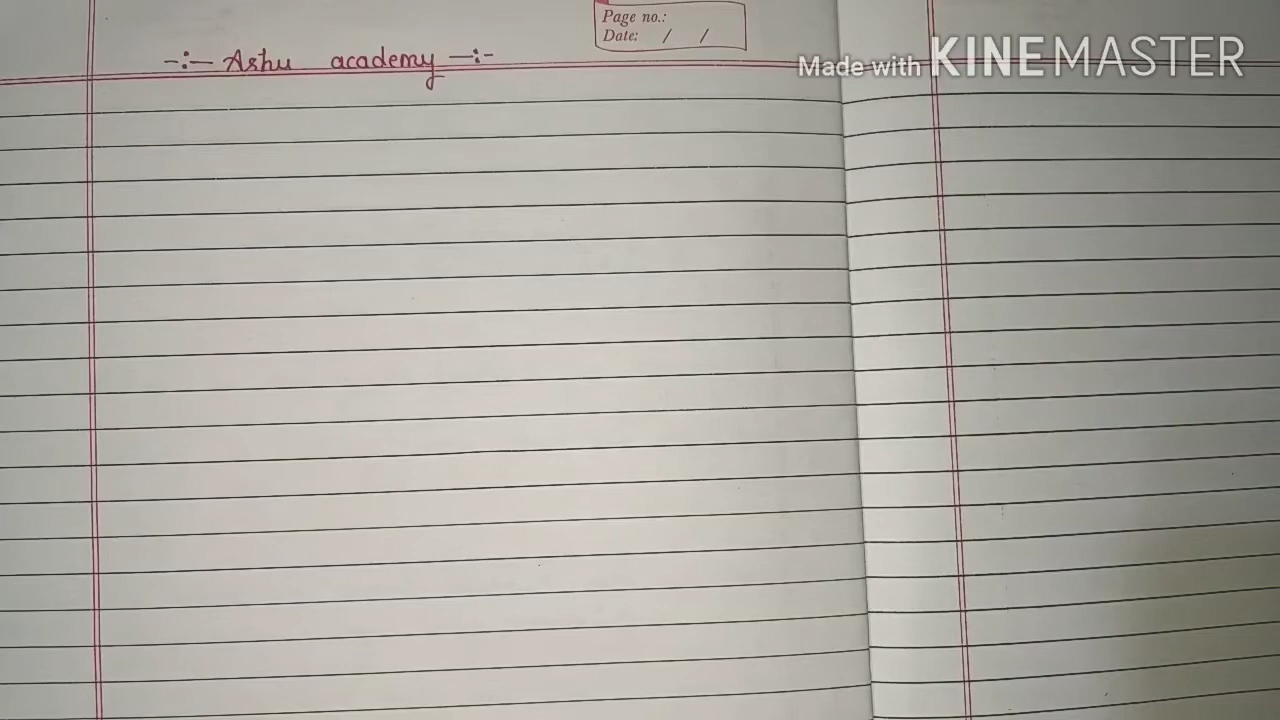 Page no.:
Date: / /
-:- Ashu academy -:-
Made with KINEMASTER